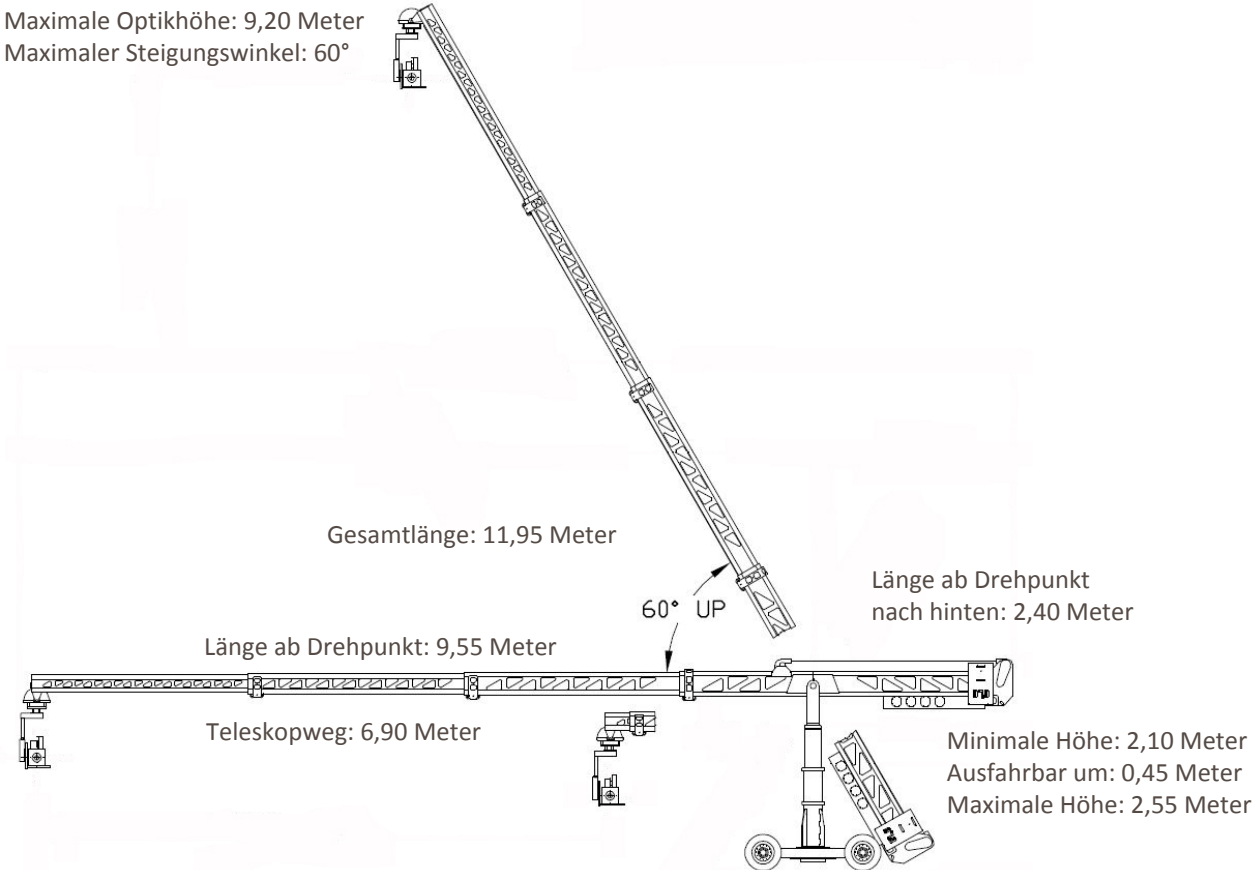 Maximale Optikhöhe: 9,20 Meter
Maximaler Steigungswinkel: 60°
Gesamtlänge: 11,95 Meter
60° UP
Länge ab Drehpunkt
nach hinten: 2,40 Meter
Länge ab Drehpunkt: 9,55 Meter
Teleskopweg: 6,90 Meter
Minimale Höhe: 2,10 Meter
Ausfahrbar um: 0,45 Meter
Maximale Höhe: 2,55 Meter